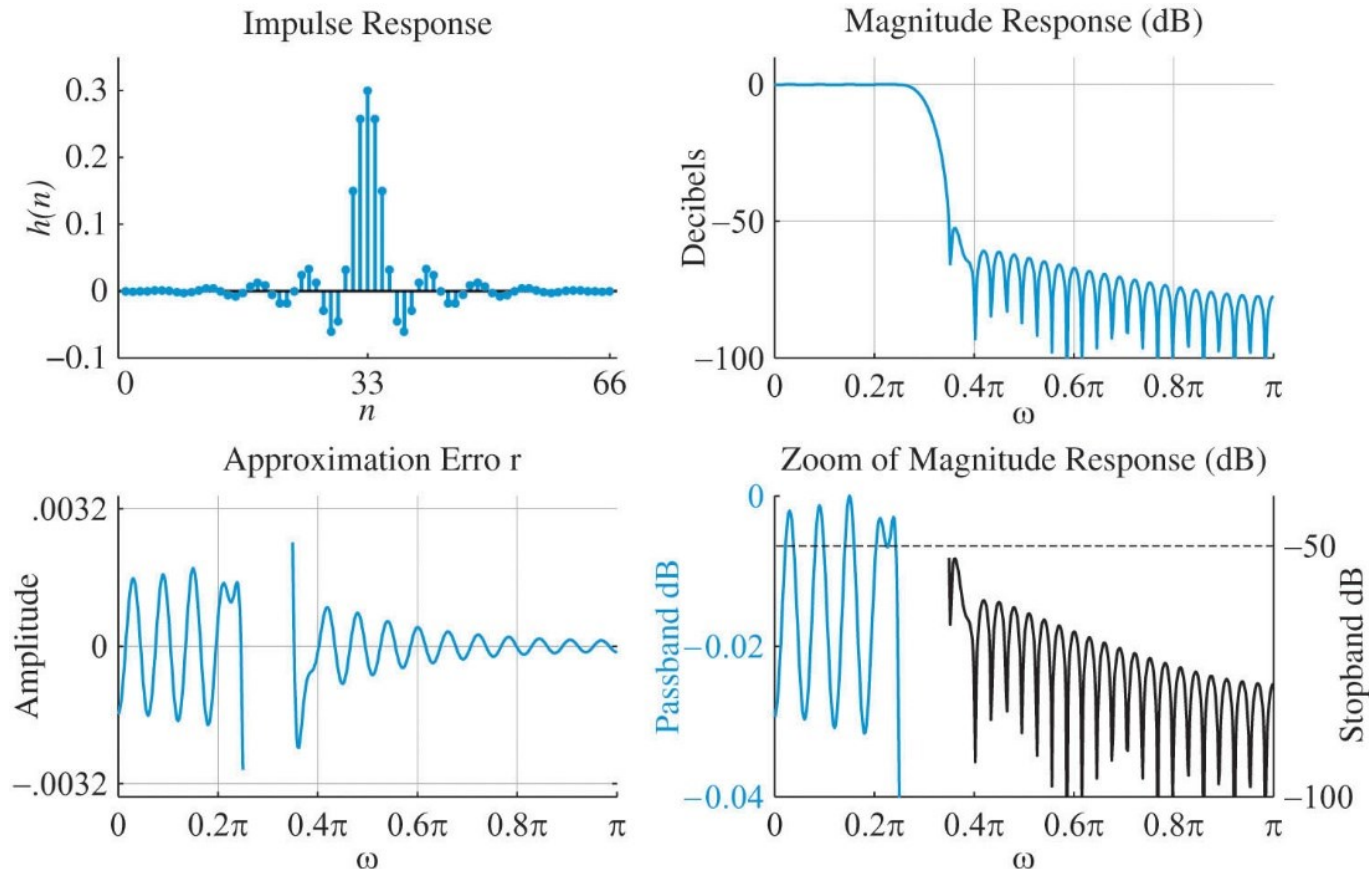 Impulse Response
0.3
0.2
0.1
0
−0.1
h(n)
0 33 66
n
Magnitude Response (dB)
0
−50
−100
Decibels
0 0.2π 0.4π 0.6π 0.8π π
ω
Approximation Erro r
.0032
0
−.0032
Amplitude
0 0.2π 0.4π 0.6π 0.8π π
ω
Zoom of Magnitude Response (dB)
0
−0.02
−0.04
Passband dB
−50
−100
Stopband dB
0 0.2π 0.4π 0.6π 0.8π π
ω